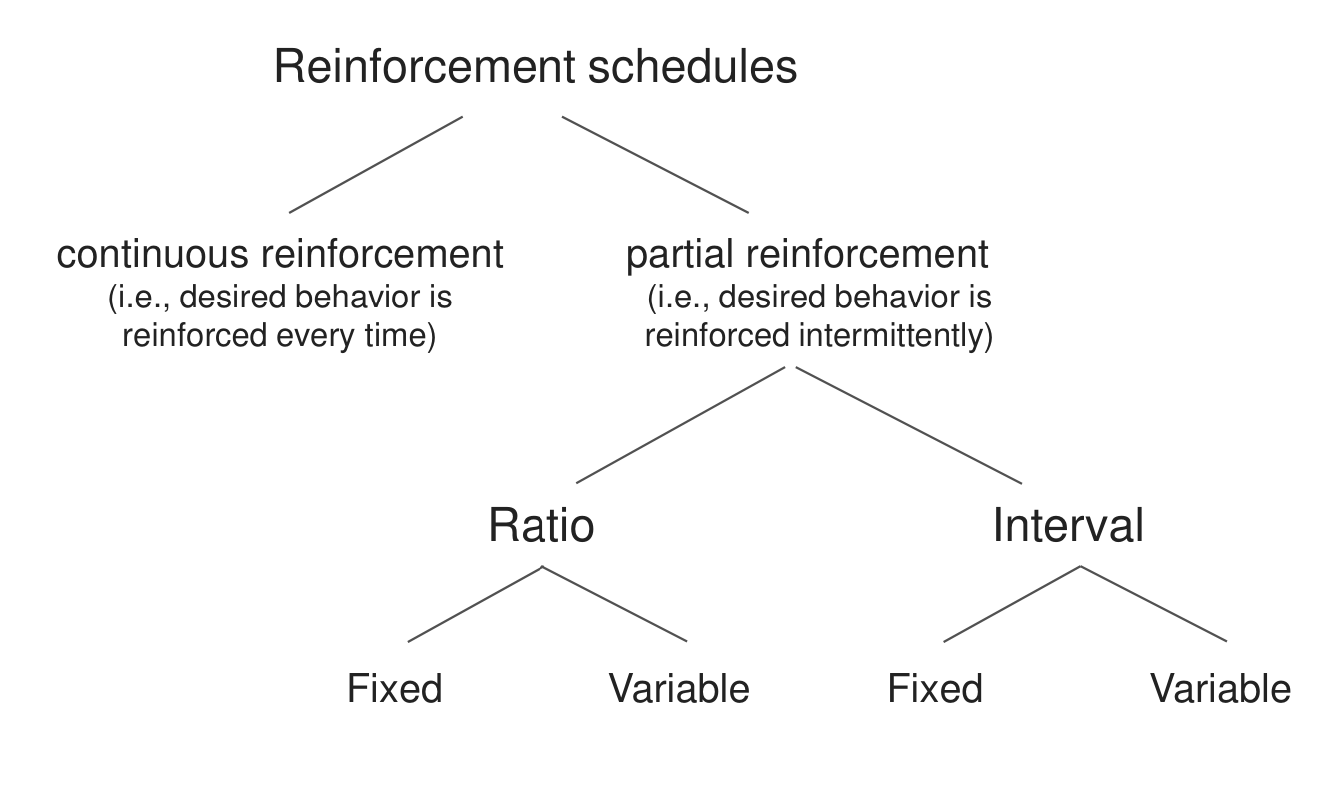 Reinforcement schedules
continuous reinforcement
(i.e., desired behavior is
reinforced every time)
partial reinforcement
(i.e., desired behavior is
reinforced intermittently)
Ratio
Interval
Fixed
Variable
Fixed
Variable